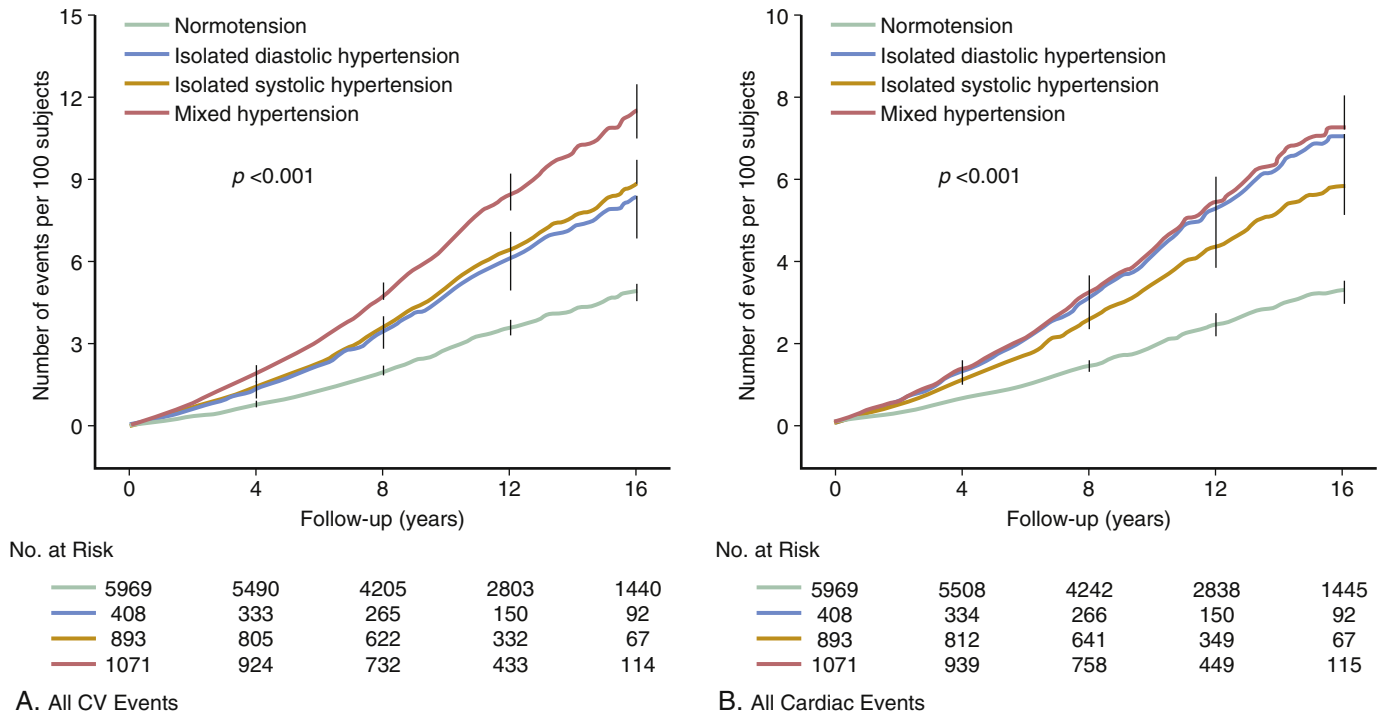 15
12
9
6
3
0
Number of events per 100 subjects
Normotension
Isolated diastolic hypertension
Isolated systolic hypertension
Mixed hypertension
p <0.001
0 4 8 12 16
Follow-up (years)
No. at Risk
5969 5490 4205 2803 1440
408 333 265 150 92
893 805 622 332 67
1071 924 732 433 114
A. All CV Events
10
8
6
4
2
0
Number of events per 100 subjects
Normotension
Isolated diastolic hypertension
Isolated systolic hypertension
Mixed hypertension
p <0.001
0 4 8 12 16
Follow-up (years)
No. at Risk
5969 5508 4242 2838 1445
408 334 266 150 92
893 812 641 349 67
1071 939 758 449 115
B. All Cardiac Events